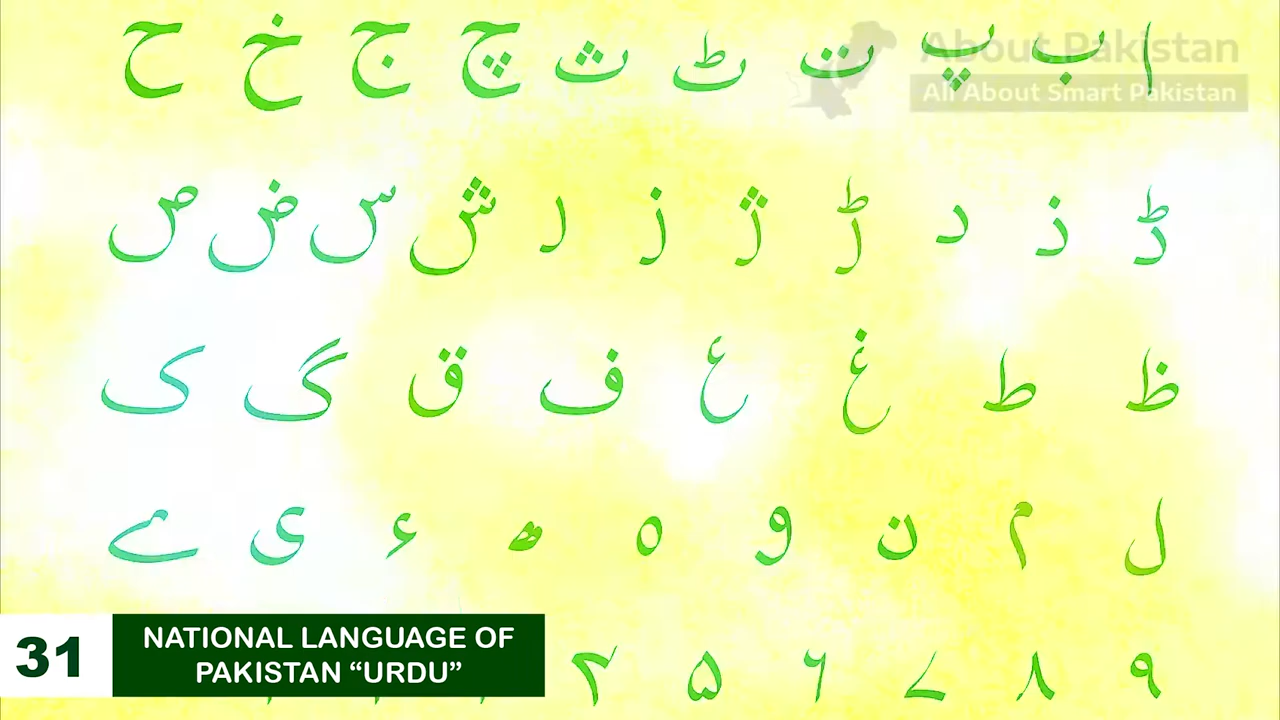 ا ب پ ت ٹ ث چ ج خ ح
About Pakistan
All About Smart Pakistan
ڈ ذ د ڑ ژ ز ر ش س ض ص
ظ ط غ ع ف ق گ ک
ل م ن و ہ ھ ء ی ے
۹ ۸ ۷ ۶ ۵ ۴
31
NATIONAL LANGUAGE OF
PAKISTAN “URDU”